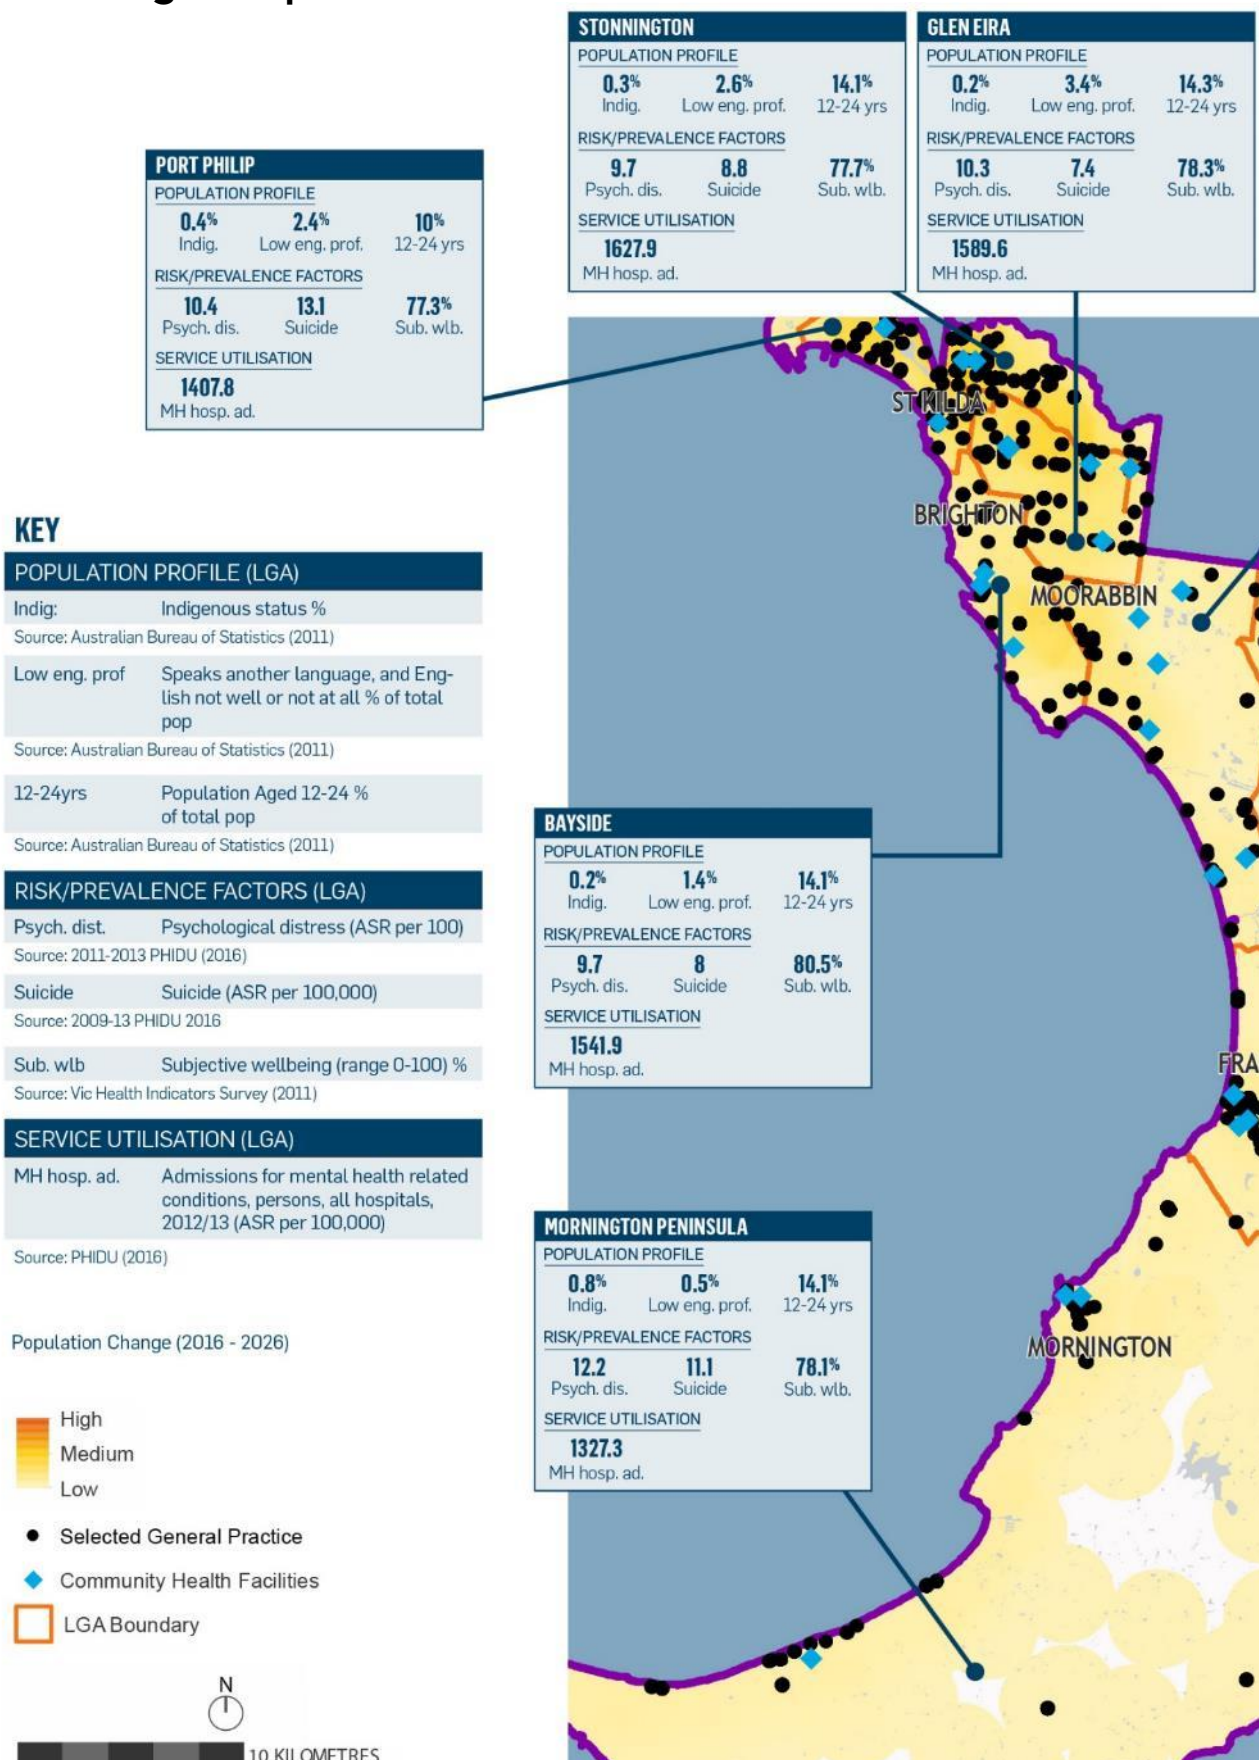 STONNINGTON
POPULATION PROFILE
0.3% 2.6% 14.1%
Indig. Low eng. prof. 12-24 yrs
RISK/PREVALENCE FACTORS
9.7 8.8 77.7%
Psych. dis. Suicide Sub. wlb.
SERVICE UTILISATION
1627.9
MH hosp. ad.
GLEN EIRA
POPULATION PROFILE
0.2% 3.4% 14.3%
Indig. Low eng. prof. 12-24 yrs
RISK/PREVALENCE FACTORS
10.3 7.4 78.3%
Psych. dis. Suicide Sub. wlb.
SERVICE UTILISATION
1589.6
MH hosp. ad.
PORT PHILIP
POPULATION PROFILE
0.4% 2.4% 10%
Indig. Low eng. prof. 12-24 yrs
RISK/PREVALENCE FACTORS
10.4 13.1 77.3%
Psych. dis. Suicide Sub. wlb.
SERVICE UTILISATION
1407.8
MH hosp. ad.
ST KILDA
BRIGHTON
MOORABBIN
KEY
POPULATION PROFILE (LGA)
Indig: Indigenous status %
Source: Australian Bureau of Statistics (2011)
Low eng. prof Speaks another language, and Eng-
lish not well or not at all % of total
pop
Source: Australian Bureau of Statistics (2011)
12-24yrs Population Aged 12-24 %
of total pop
Source: Australian Bureau of Statistics (2011)
RISK/PREVALENCE FACTORS (LGA)
Psych. dist. Psychological distress (ASR per 100)
Source: 2011-2013 PHIDU (2016)
Suicide Suicide (ASR per 100,000)
Source: 2009-13 PHIDU 2016
Sub. wlb Subjective wellbeing (range 0-100) %
Source: Vic Health Indicators Survey (2011)
SERVICE UTILISATION (LGA)
MH hosp. ad. Admissions for mental health related
conditions, persons, all hospitals,
2012/13 (ASR per 100,000)
Source: PHIDU (2016)
BAYSIDE
POPULATION PROFILE
0.2% 1.4% 14.1%
Indig. Low eng. prof. 12-24 yrs
RISK/PREVALENCE FACTORS
9.7 8 80.5%
Psych. dis. Suicide Sub. wlb.
SERVICE UTILISATION
1541.9
MH hosp. ad.
FRA
MORNINGTON PENINSULA
POPULATION PROFILE
0.8% 0.5% 14.1%
Indig. Low eng. prof. 12-24 yrs
RISK/PREVALENCE FACTORS
12.2 11.1 78.1%
Psych. dis. Suicide Sub. wlb.
SERVICE UTILISATION
1327.3
MH hosp. ad.
MORNINGTON
Population Change (2016 - 2026)
High
Medium
Low
Selected General Practice
Community Health Facilities
LGA Boundary
N
10 KILOMETRES